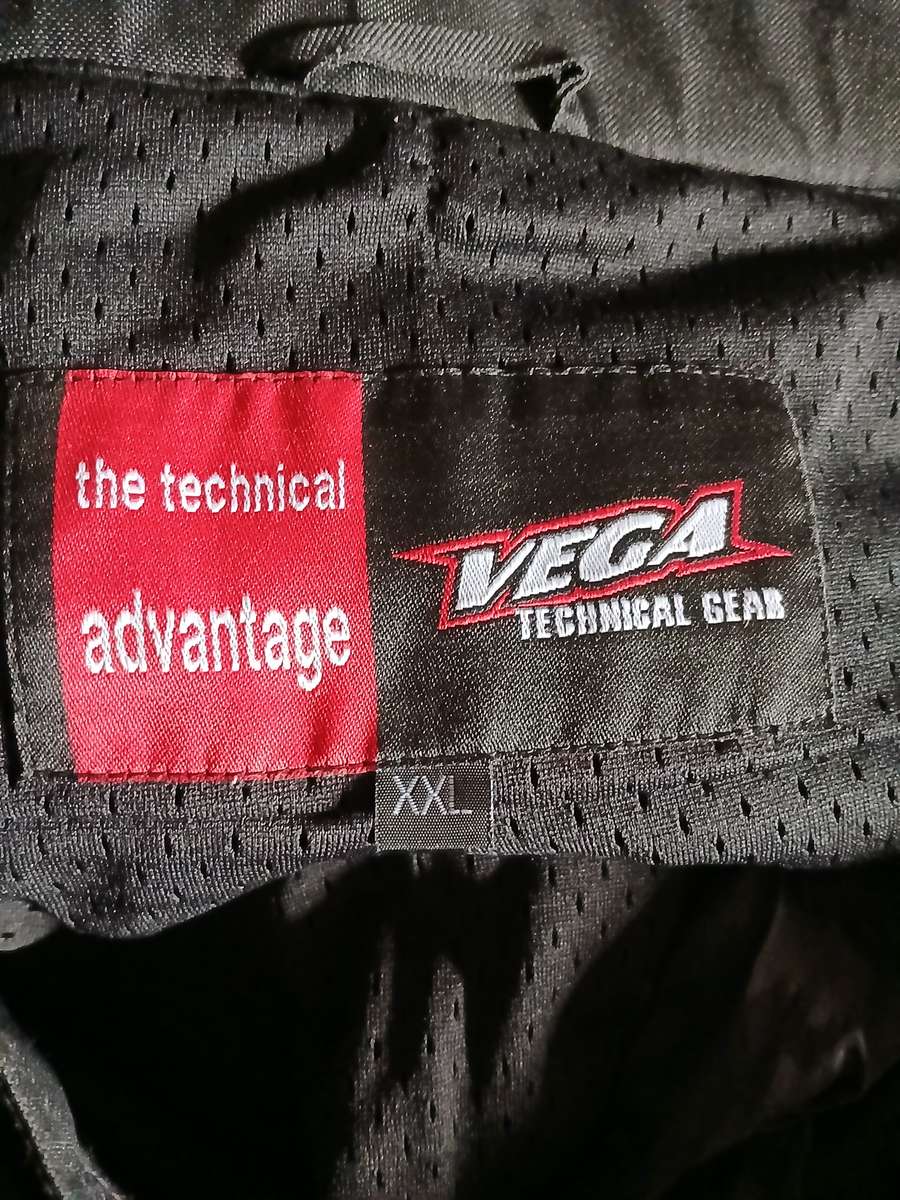 the technical
advantage
VEGA
TECHNICAL GEAR
XXL